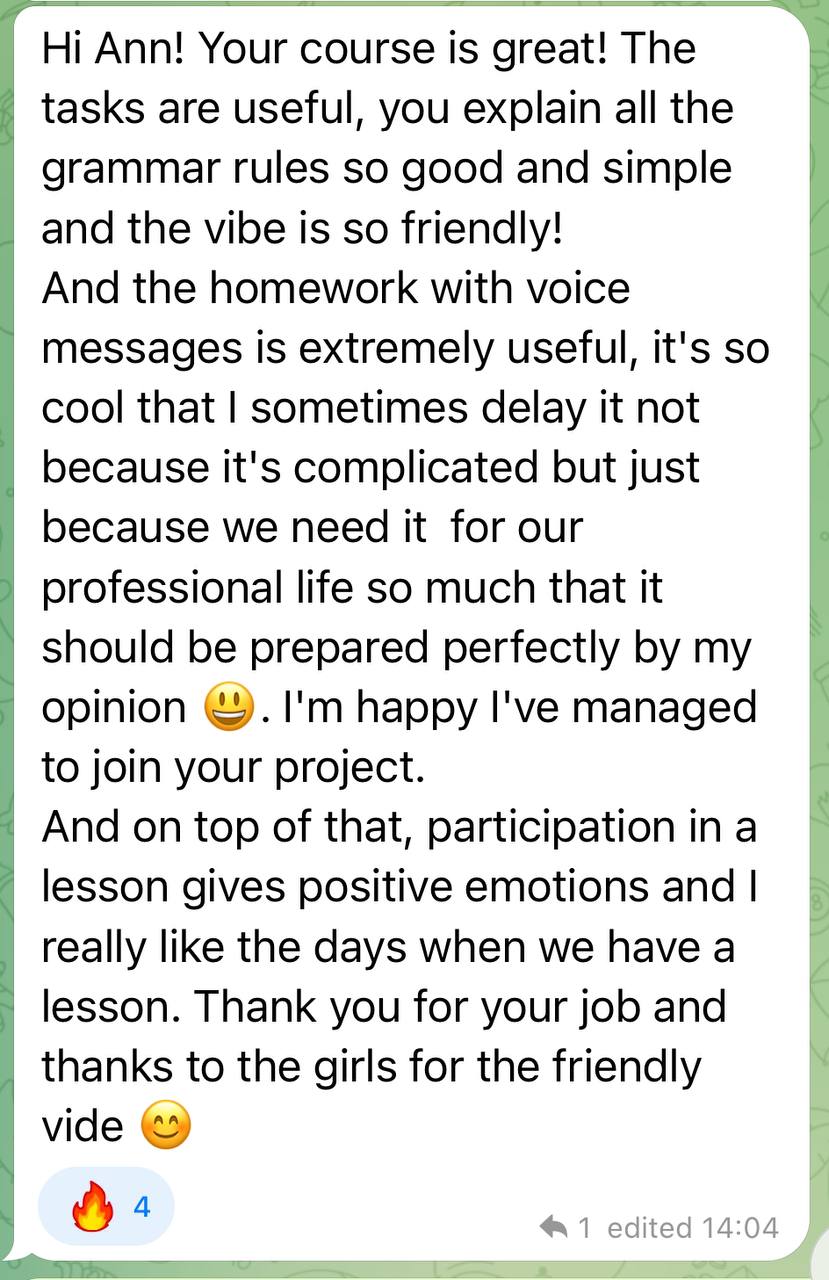 Hi Ann! Your course is great! The
tasks are useful, you explain all the
grammar rules so good and simple
and the vibe is so friendly!
And the homework with voice
messages is extremely useful, it's so
cool that I sometimes delay it not
because it's complicated but just
because we need it  for our
professional life so much that it
should be prepared perfectly by my
opinion 😃. I'm happy I've managed
to join your project.
And on top of that, participation in a
lesson gives positive emotions and I
really like the days when we have a
lesson. Thank you for your job and
thanks to the girls for the friendly
vide 😊
🔥 4
1 edited 14:04